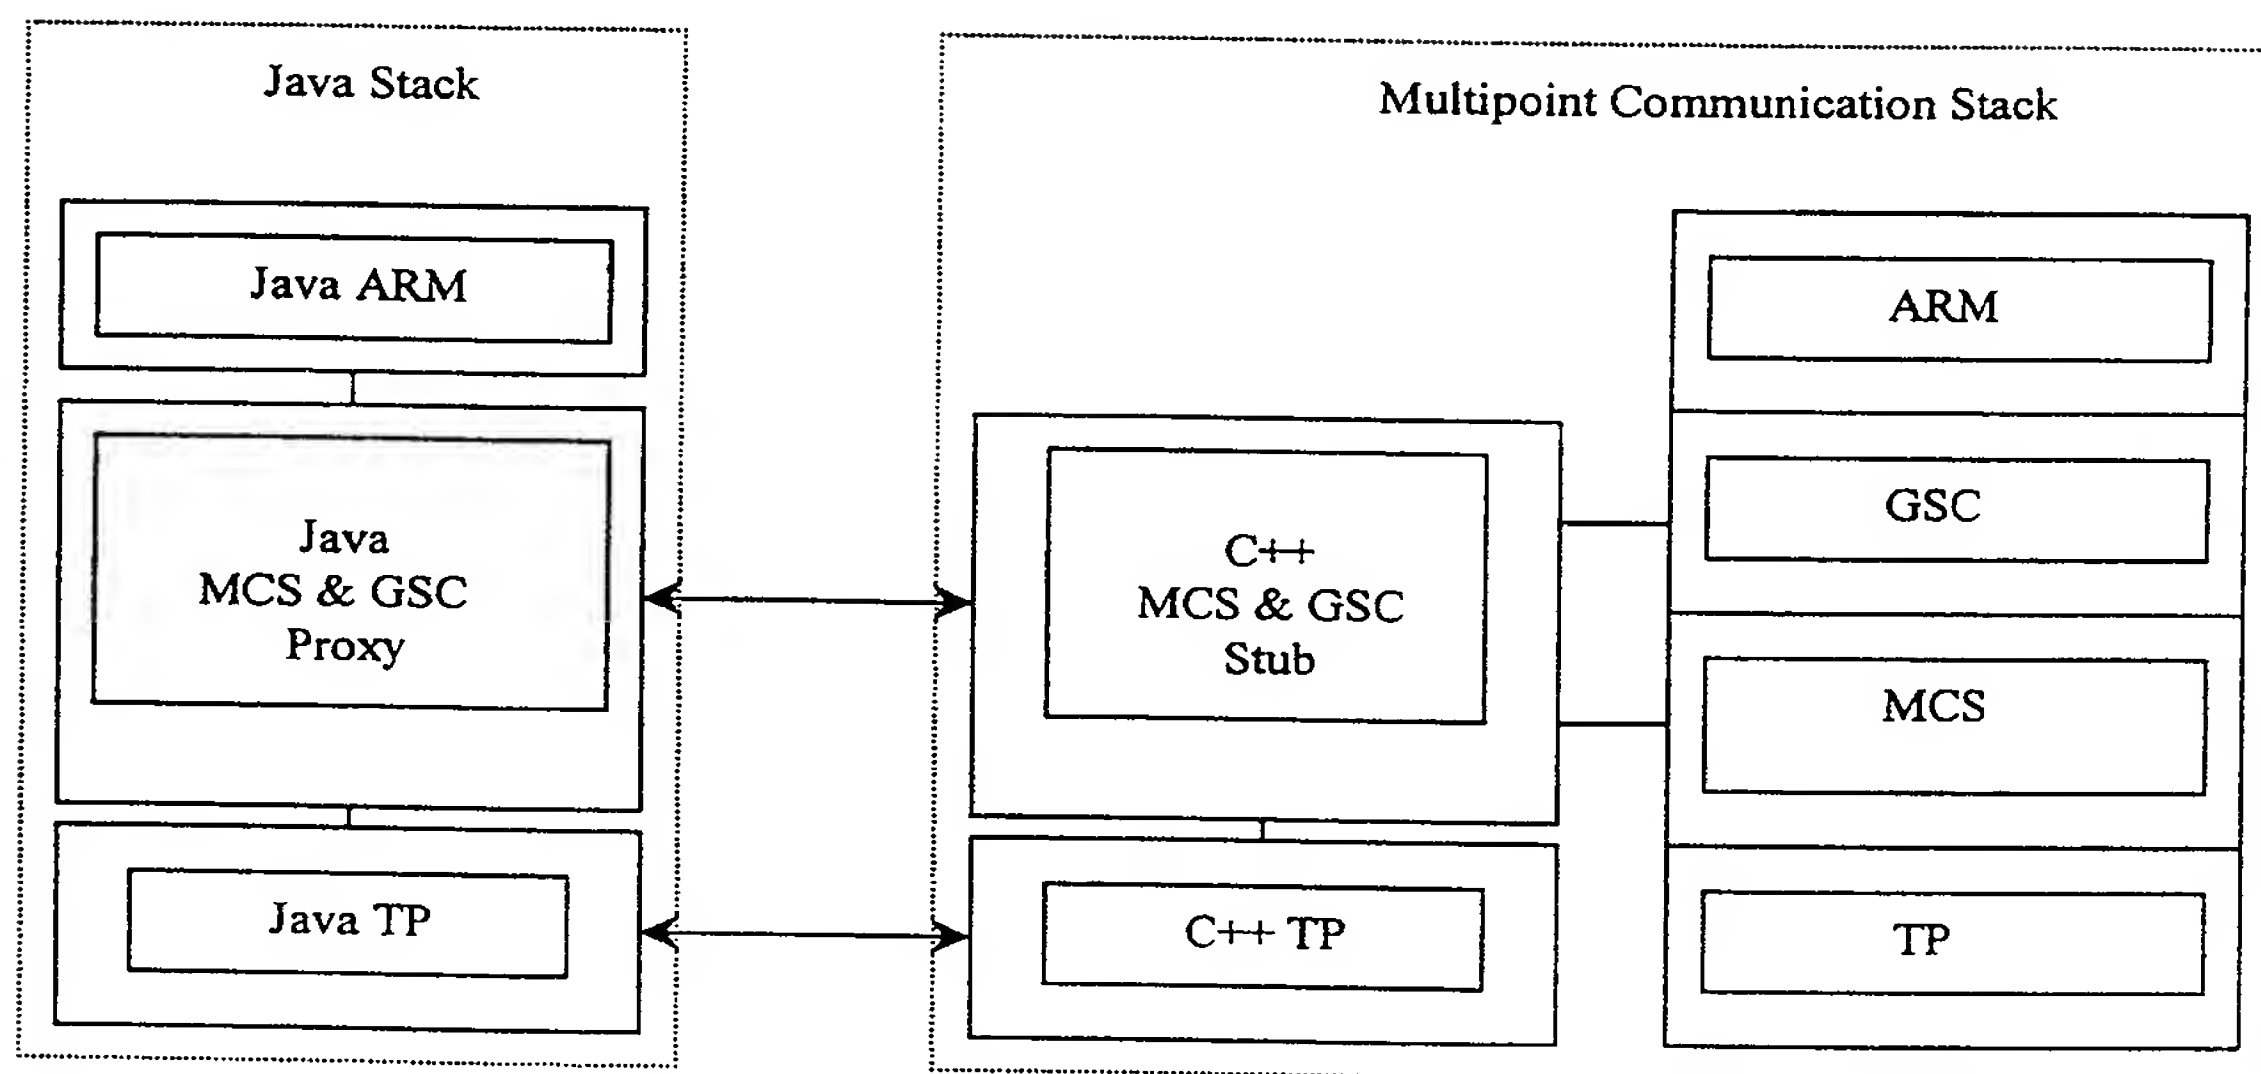 Java Stack
Multipoint Communication Stack
Java ARM
Java
MCS & GSC
Proxy
Java TP
C++
MCS & GSC
Stub
C++ TP
ARM
GSC
MCS
TP